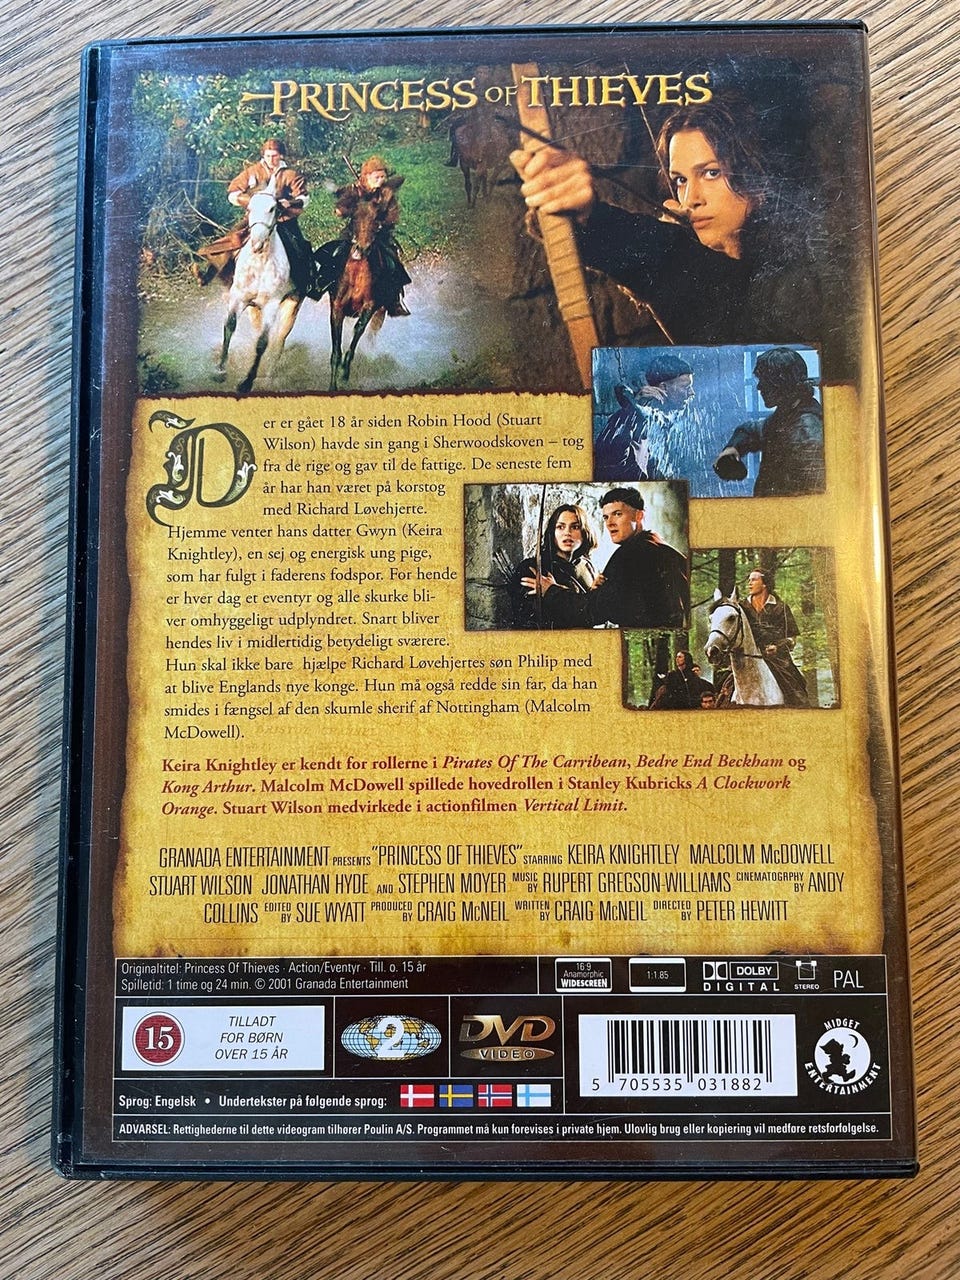 PRINCESS OF THIEVES
Der er gået 18 år siden Robin Hood (Stuart
Wilson) havde sin gang i Sherwoodskoven – tog
fra de rige og gav til de fattige. De seneste fem
år har han været på korstog
med Richard Løvehjerte.
Hjemme venter hans datter Gwyn (Keira
Knightley), en sej og energisk ung pige,
som har fulgt i faderens fodspor. For hende
er hver dag et eventyr og alle skurke bli-
ver omhyggeligt udplyndret. Snart bliver
hendes liv i midlertidig betydeligt sværere.
Hun skal ikke bare hjælpe Richard Løvehjertes søn Philip med
at blive Englands nye konge. Hun må også redde sin far, da han
smides i fængsel af den skumle sherif af Nottingham (Malcolm
McDowell).
Keira Knightley er kendt for rollerne i Pirates Of The Carribean, Bedre End Beckham og
Kong Arthur. Malcolm McDowell spillede hovedrollen i Stanley Kubricks A Clockwork
Orange. Stuart Wilson medvirkede i actionfilmen Vertical Limit.
GRANADA ENTERTAINMENT PRESENTS "PRINCESS OF THIEVES" STARRING KEIRA KNIGHTLEY MALCOLM McDOWELL
STUART WILSON JONATHAN HYDE AND STEPHEN MOYER MUSIC BY RUPERT GREGSON-WILLIAMS CINEMATOGRPHY BY ANDY
COLLINS EDITED BY SUE WYATT PRODUCED BY CRAIG McNEIL WRITTEN BY CRAIG McNEIL DIRECTED BY PETER HEWITT
Originaltitel: Princess Of Thieves · Action/Eventyr · Till. o. 15 år
Spilletid: 1 time og 24 min. © 2001 Granada Entertainment
16:9
Anamorphic
WIDESCREEN
1:1.85
DOLBY
DIGITAL
STEREO
PAL
15
TILLADT
FOR BØRN
OVER 15 ÅR
2
DVD
VIDEO
5 705535 031882
MIDGET
ENTERTAINMENT
Sprog: Engelsk • Undertekster på følgende sprog:
ADVARSEL: Rettighederne til dette videogram tilhører Poulin A/S. Programmet må kun forevises i private hjem. Ulovlig brug eller kopiering vil medføre retsforfølgelse.